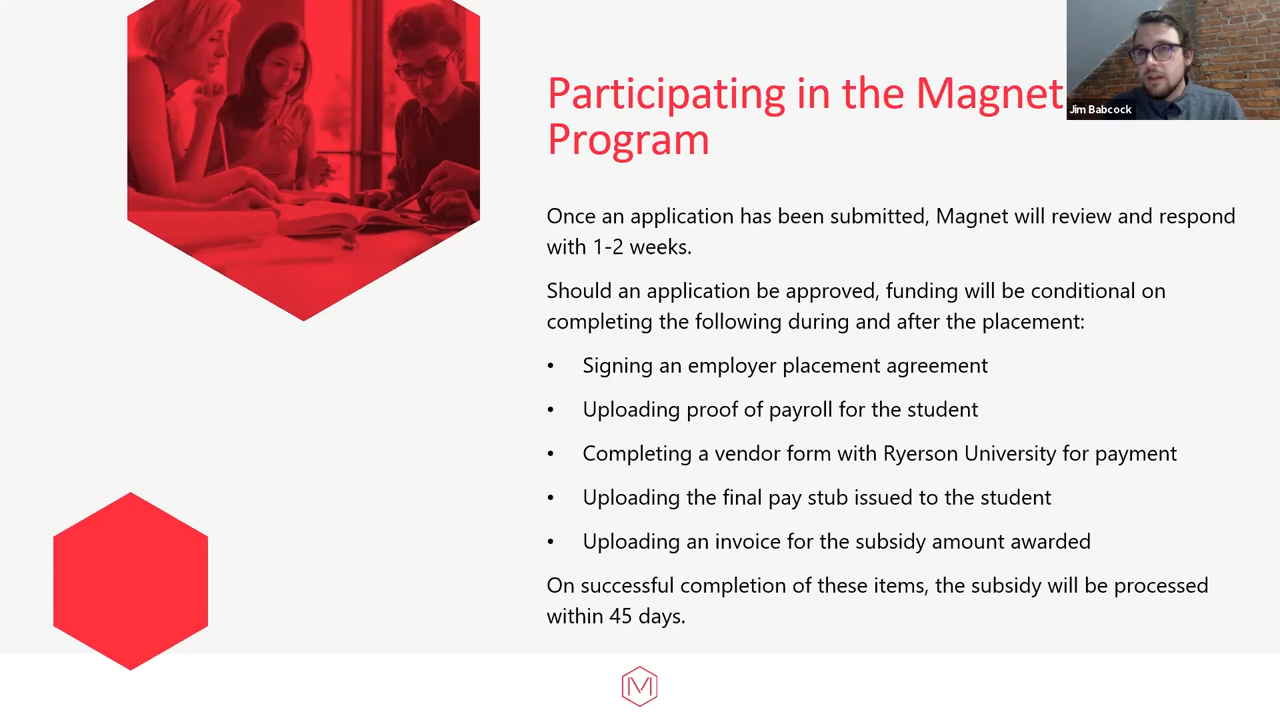 Participating in the Magnet
Program
Jim Babcock
Once an application has been submitted, Magnet will review and respond
with 1-2 weeks.
Should an application be approved, funding will be conditional on
completing the following during and after the placement:
• Signing an employer placement agreement
• Uploading proof of payroll for the student
• Completing a vendor form with Ryerson University for payment
• Uploading the final pay stub issued to the student
• Uploading an invoice for the subsidy amount awarded
On successful completion of these items, the subsidy will be processed
within 45 days.
M